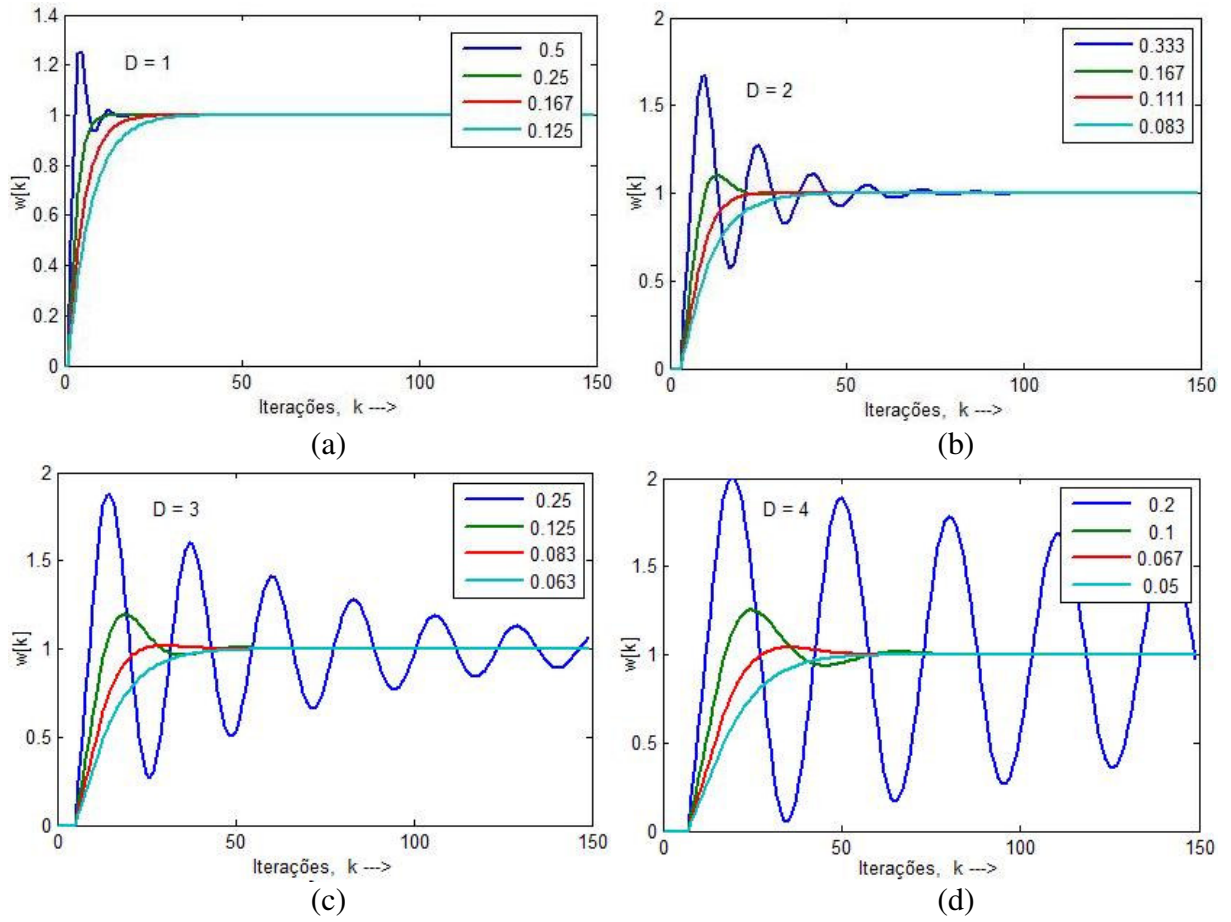 1.4
1.2
1
0.8
0.6
0.4
0.2
0
w[k]
D = 1
0.5
0.25
0.167
0.125
0 50 100 150
Iterações, k --->
(a)
2
1.5
1
0.5
0
w[k]
D = 2
0.333
0.167
0.111
0.083
0 50 100 150
Iterações, k --->
(b)
2
1.5
1
0.5
0
w[k]
D = 3
0.25
0.125
0.083
0.063
0 50 100 150
Iterações, k --->
(c)
2
1.5
1
0.5
0
w[k]
D = 4
0.2
0.1
0.067
0.05
0 50 100 150
Iterações, k --->
(d)